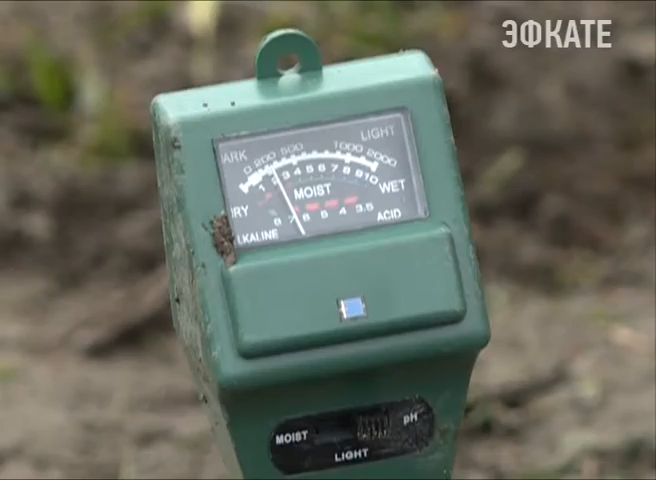 ЭФКАТЕ
ARK LIGHT
0 200 500 1000 2000
1 2 3 4 5 6 7 8 9 10
RY MOIST WET
8 7 6 5 4 3.5
LKALINE ACID
MOIST LIGHT pH